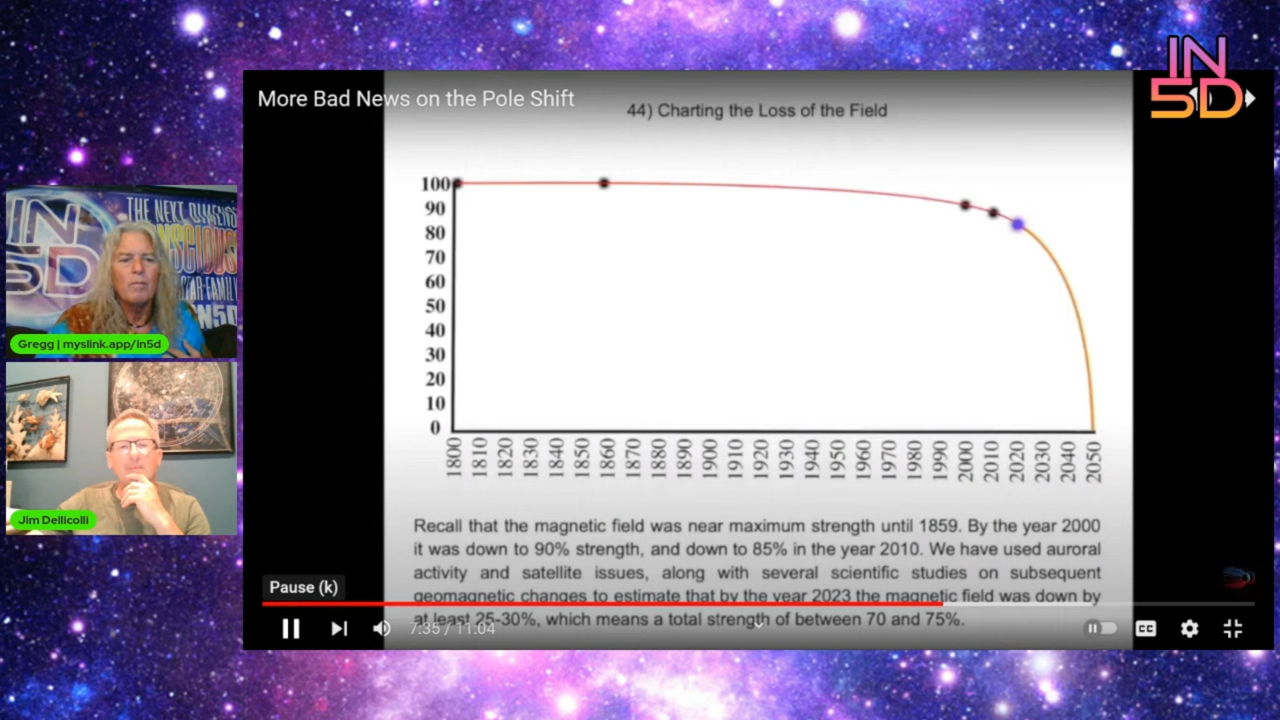 IN
5D
More Bad News on the Pole Shift
44) Charting the Loss of the Field
100
90
80
70
60
50
40
30
20
10
0
1800
1810
1820
1830
1840
1850
1860
1870
1880
1890
1900
1910
1920
1930
1940
1950
1960
1970
1980
1990
2000
2010
2020
2030
2040
2050
IN
5D
THE NEXT DIMENS
NSCIOUS
STAR-FAMILY
IN5D
Gregg | myslink.app/in5d
Jim Dellicolli
Recall that the magnetic field was near maximum strength until 1859. By the year 2000
it was down to 90% strength, and down to 85% in the year 2010. We have used auroral
activity and satellite issues, along with several scientific studies on subsequent
geomagnetic changes to estimate that by the year 2023 the magnetic field was down by
at least 25-30%, which means a total strength of between 70 and 75%.
Pause (k)
7:35 / 11:04
CC